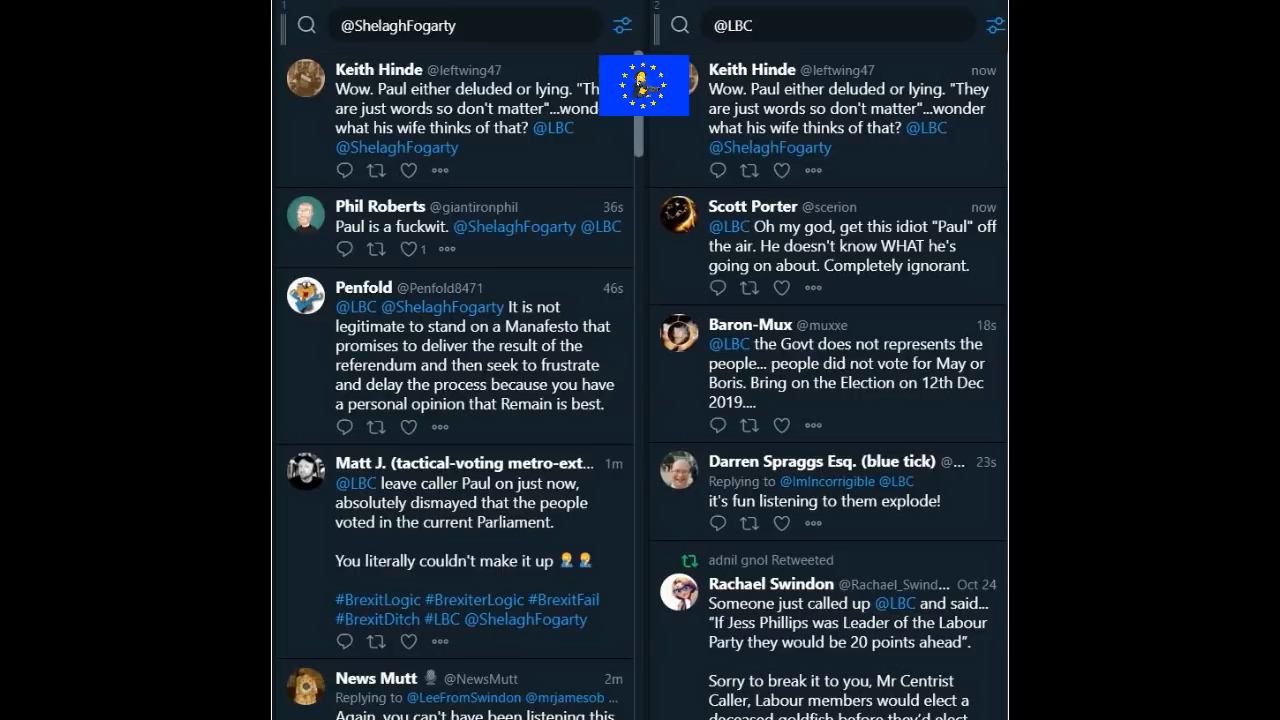 1
@ShelaghFogarty
Keith Hinde @leftwing47
Wow. Paul either deluded or lying. "Th
are just words so don't matter"...wond
what his wife thinks of that? @LBC
@ShelaghFogarty
Phil Roberts @giantironphil 36s
Paul is a fuckwit. @ShelaghFogarty @LBC
1
Penfold @Penfold8471 46s
@LBC @ShelaghFogarty It is not
legitimate to stand on a Manafesto that
promises to deliver the result of the
referendum and then seek to frustrate
and delay the process because you have
a personal opinion that Remain is best.
Matt J. (tactical-voting metro-ext... 1m
@LBC leave caller Paul on just now,
absolutely dismayed that the people
voted in the current Parliament.
You literally couldn't make it up 🤦‍♂️🤦‍♂️
#BrexitLogic #BrexiterLogic #BrexitFail
#BrexitDitch #LBC @ShelaghFogarty
News Mutt 🎙 @NewsMutt 2m
Replying to @LeeFromSwindon @mrjamesob ...
Again, you can't have been listening this
2
@LBC
Keith Hinde @leftwing47 now
Wow. Paul either deluded or lying. "They
are just words so don't matter"...wonder
what his wife thinks of that? @LBC
@ShelaghFogarty
Scott Porter @scerion now
@LBC Oh my god, get this idiot "Paul" off
the air. He doesn't know WHAT he's
going on about. Completely ignorant.
Baron-Mux @muxxe 18s
@LBC the Govt does not represents the
people... people did not vote for May or
Boris. Bring on the Election on 12th Dec
2019....
Darren Spraggs Esq. (blue tick) @... 23s
Replying to @ImIncorrigible @LBC
it's fun listening to them explode!
adnil gnol Retweeted
Rachael Swindon @Rachael_Swind... Oct 24
Someone just called up @LBC and said...
“If Jess Phillips was Leader of the Labour
Party they would be 20 points ahead”.
Sorry to break it to you, Mr Centrist
Caller, Labour members would elect a
deceased goldfish before they'd elect